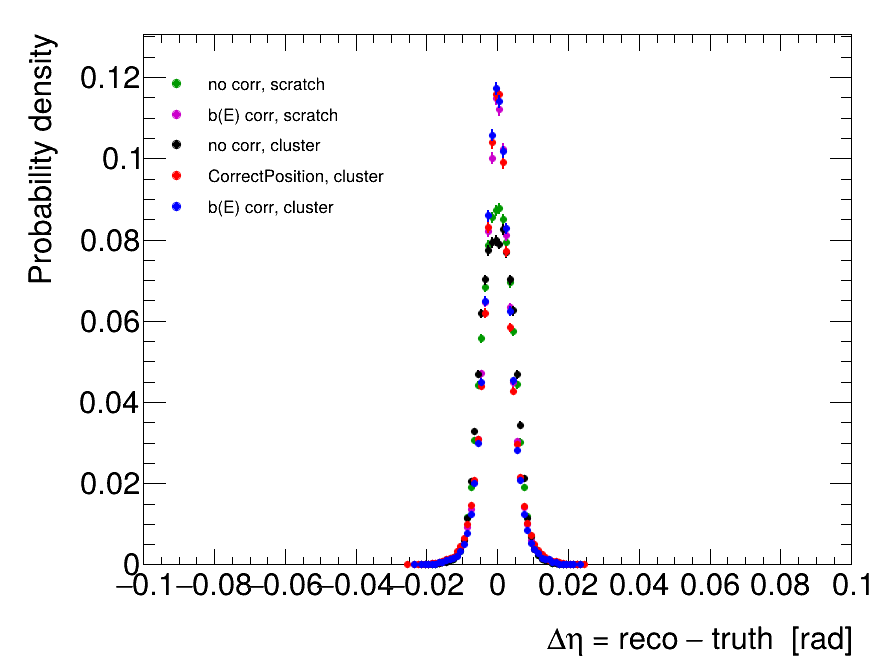 Probability density
0.12
0.1
0.08
0.06
0.04
0.02
0
no corr, scratch
b(E) corr, scratch
no corr, cluster
CorrectPosition, cluster
b(E) corr, cluster
−0.1 −0.08 −0.06 −0.04 −0.02 0 0.02 0.04 0.06 0.08 0.1
Δη = reco − truth [rad]